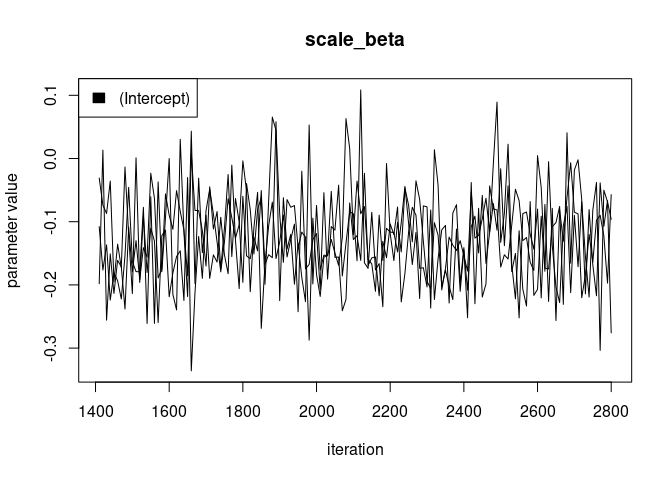 scale_beta
(Intercept)
parameter value
0.1
0.0
-0.1
-0.2
-0.3
1400 1600 1800 2000 2200 2400 2600 2800
iteration